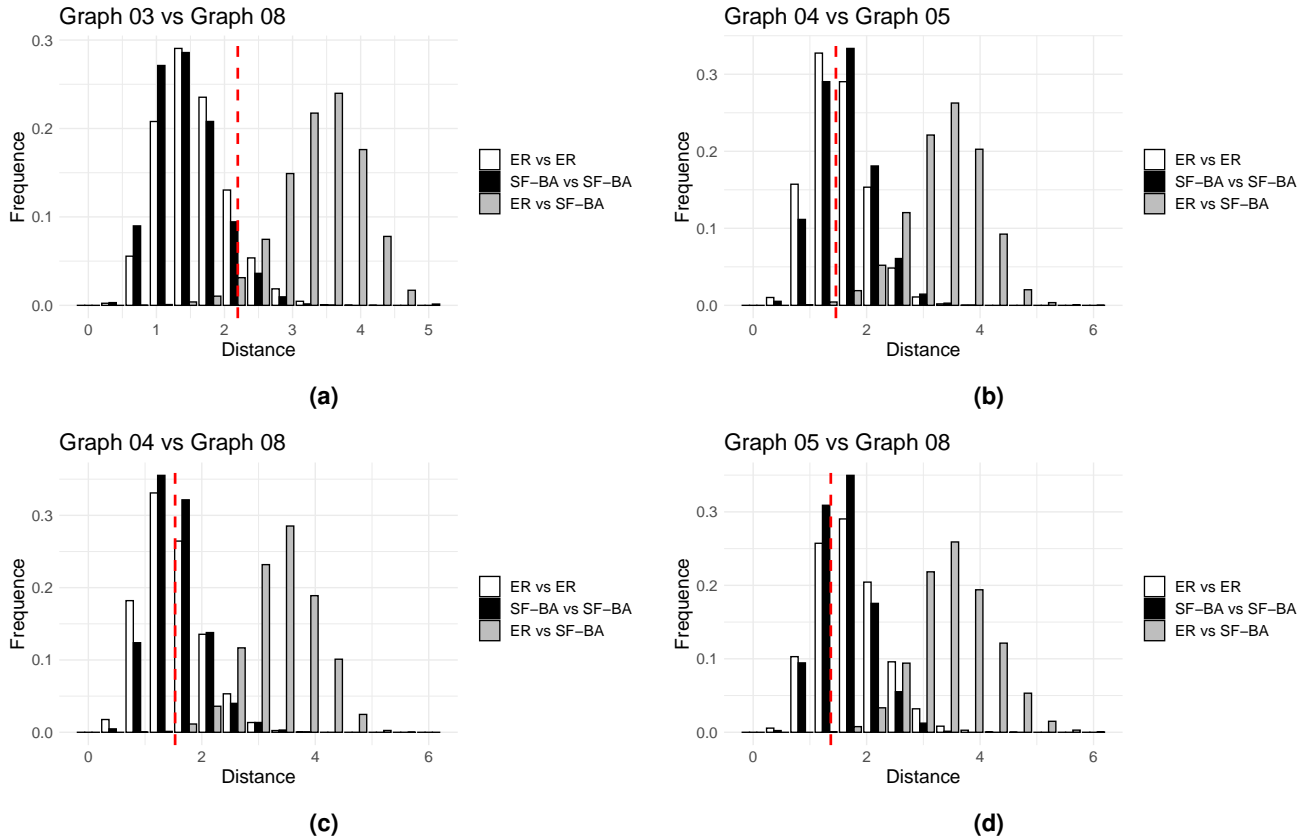 Graph 03 vs Graph 08
0.3
0.2
0.1
0.0
Frequence
0 1 2 3 4 5
Distance
ER vs ER
SF−BA vs SF−BA
ER vs SF−BA
(a)
Graph 04 vs Graph 05
0.3
0.2
0.1
0.0
Frequence
0 2 4 6
Distance
ER vs ER
SF−BA vs SF−BA
ER vs SF−BA
(b)
Graph 04 vs Graph 08
0.3
0.2
0.1
0.0
Frequence
0 2 4 6
Distance
ER vs ER
SF−BA vs SF−BA
ER vs SF−BA
(c)
Graph 05 vs Graph 08
0.3
0.2
0.1
0.0
Frequence
0 2 4 6
Distance
ER vs ER
SF−BA vs SF−BA
ER vs SF−BA
(d)